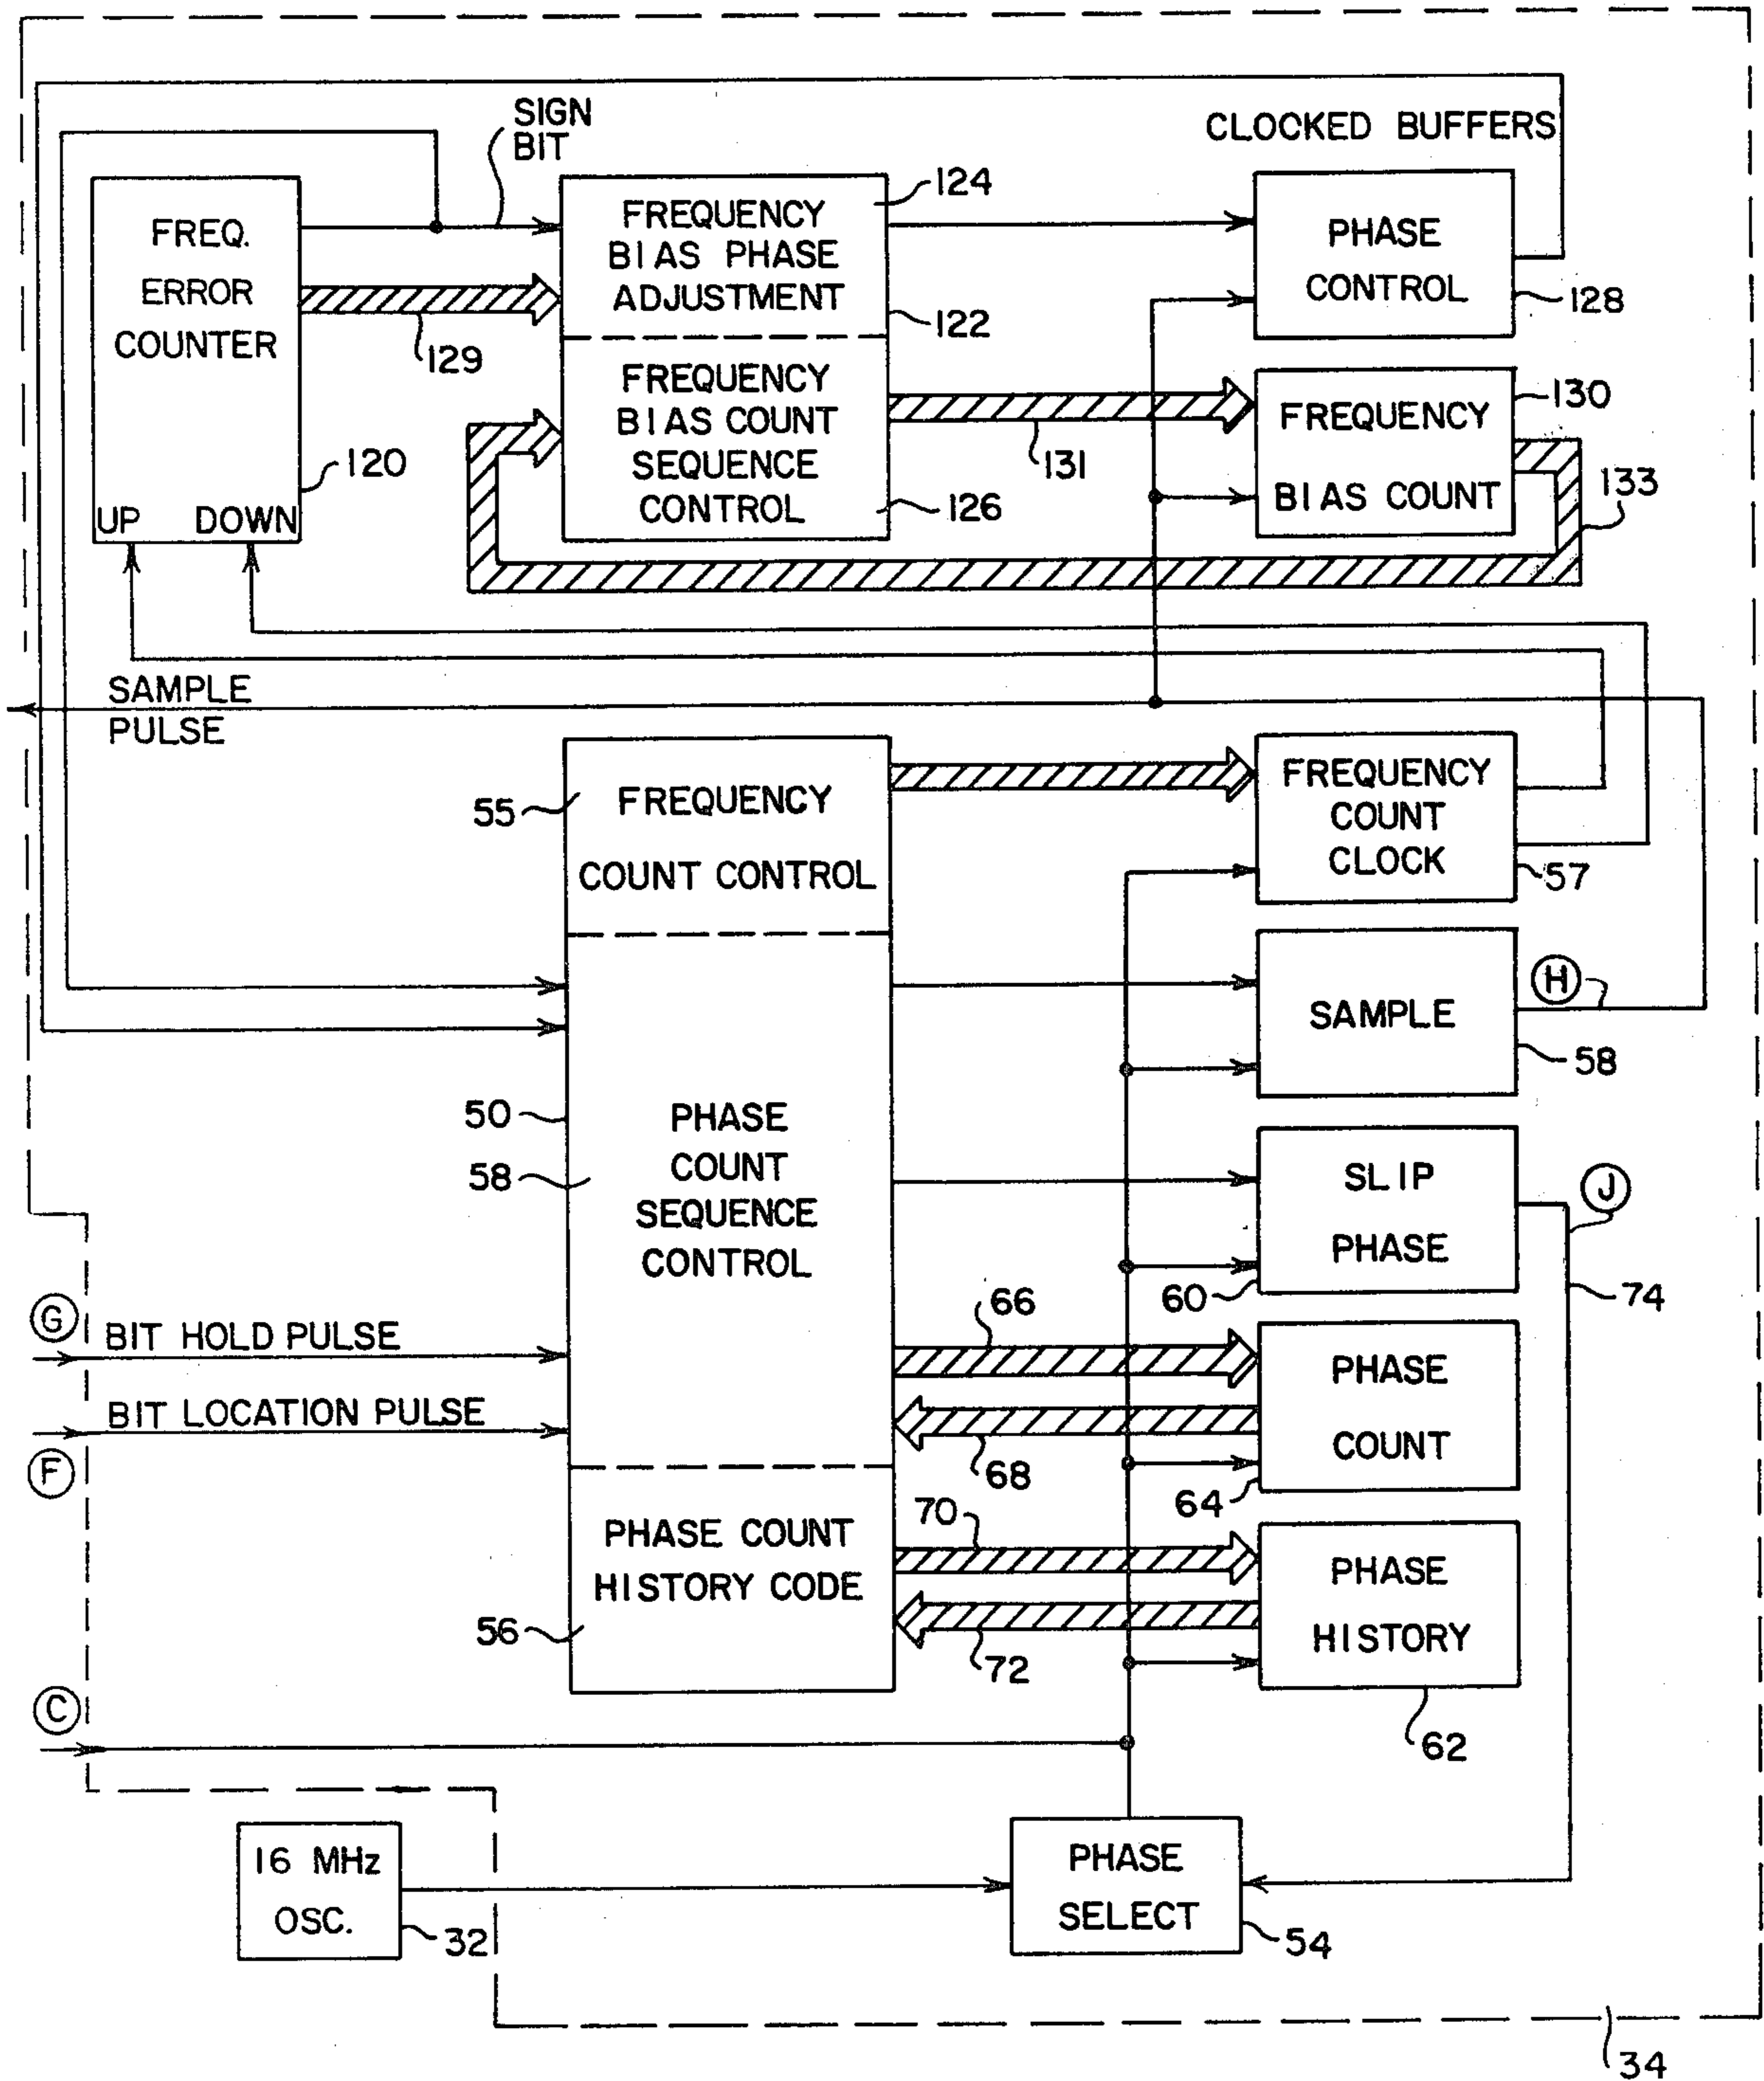 SIGN
BIT
CLOCKED BUFFERS
FREQ.
ERROR
COUNTER
UP DOWN
120
129
FREQUENCY
BIAS PHASE
ADJUSTMENT
124
122
FREQUENCY
BIAS COUNT
SEQUENCE
CONTROL
126
131
PHASE
CONTROL
128
FREQUENCY
BIAS COUNT
130
133
SAMPLE
PULSE
55
FREQUENCY
COUNT CONTROL
FREQUENCY
COUNT
CLOCK
57
50
58
PHASE
COUNT
SEQUENCE
CONTROL
SAMPLE
H
58
SLIP
PHASE
60
J
74
G
BIT HOLD PULSE
BIT LOCATION PULSE
F
66
68
PHASE
COUNT
64
PHASE COUNT
HISTORY CODE
56
70
72
PHASE
HISTORY
62
C
16 MHz
OSC.
32
PHASE
SELECT
54
34